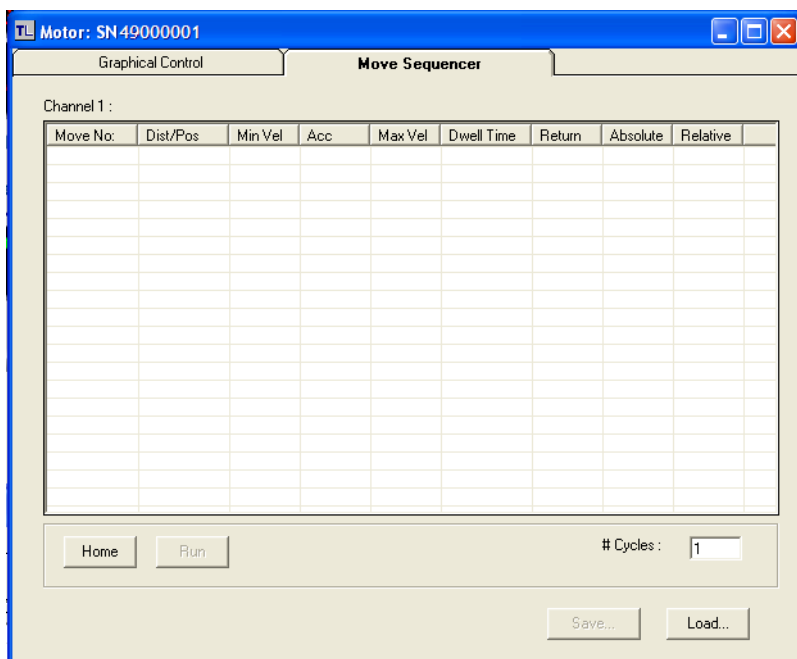 TL Motor: SN49000001
Graphical Control Move Sequencer
Channel 1 :
Move No: Dist/Pos Min Vel Acc Max Vel Dwell Time Return Absolute Relative
Home Run # Cycles : 1
Save... Load...